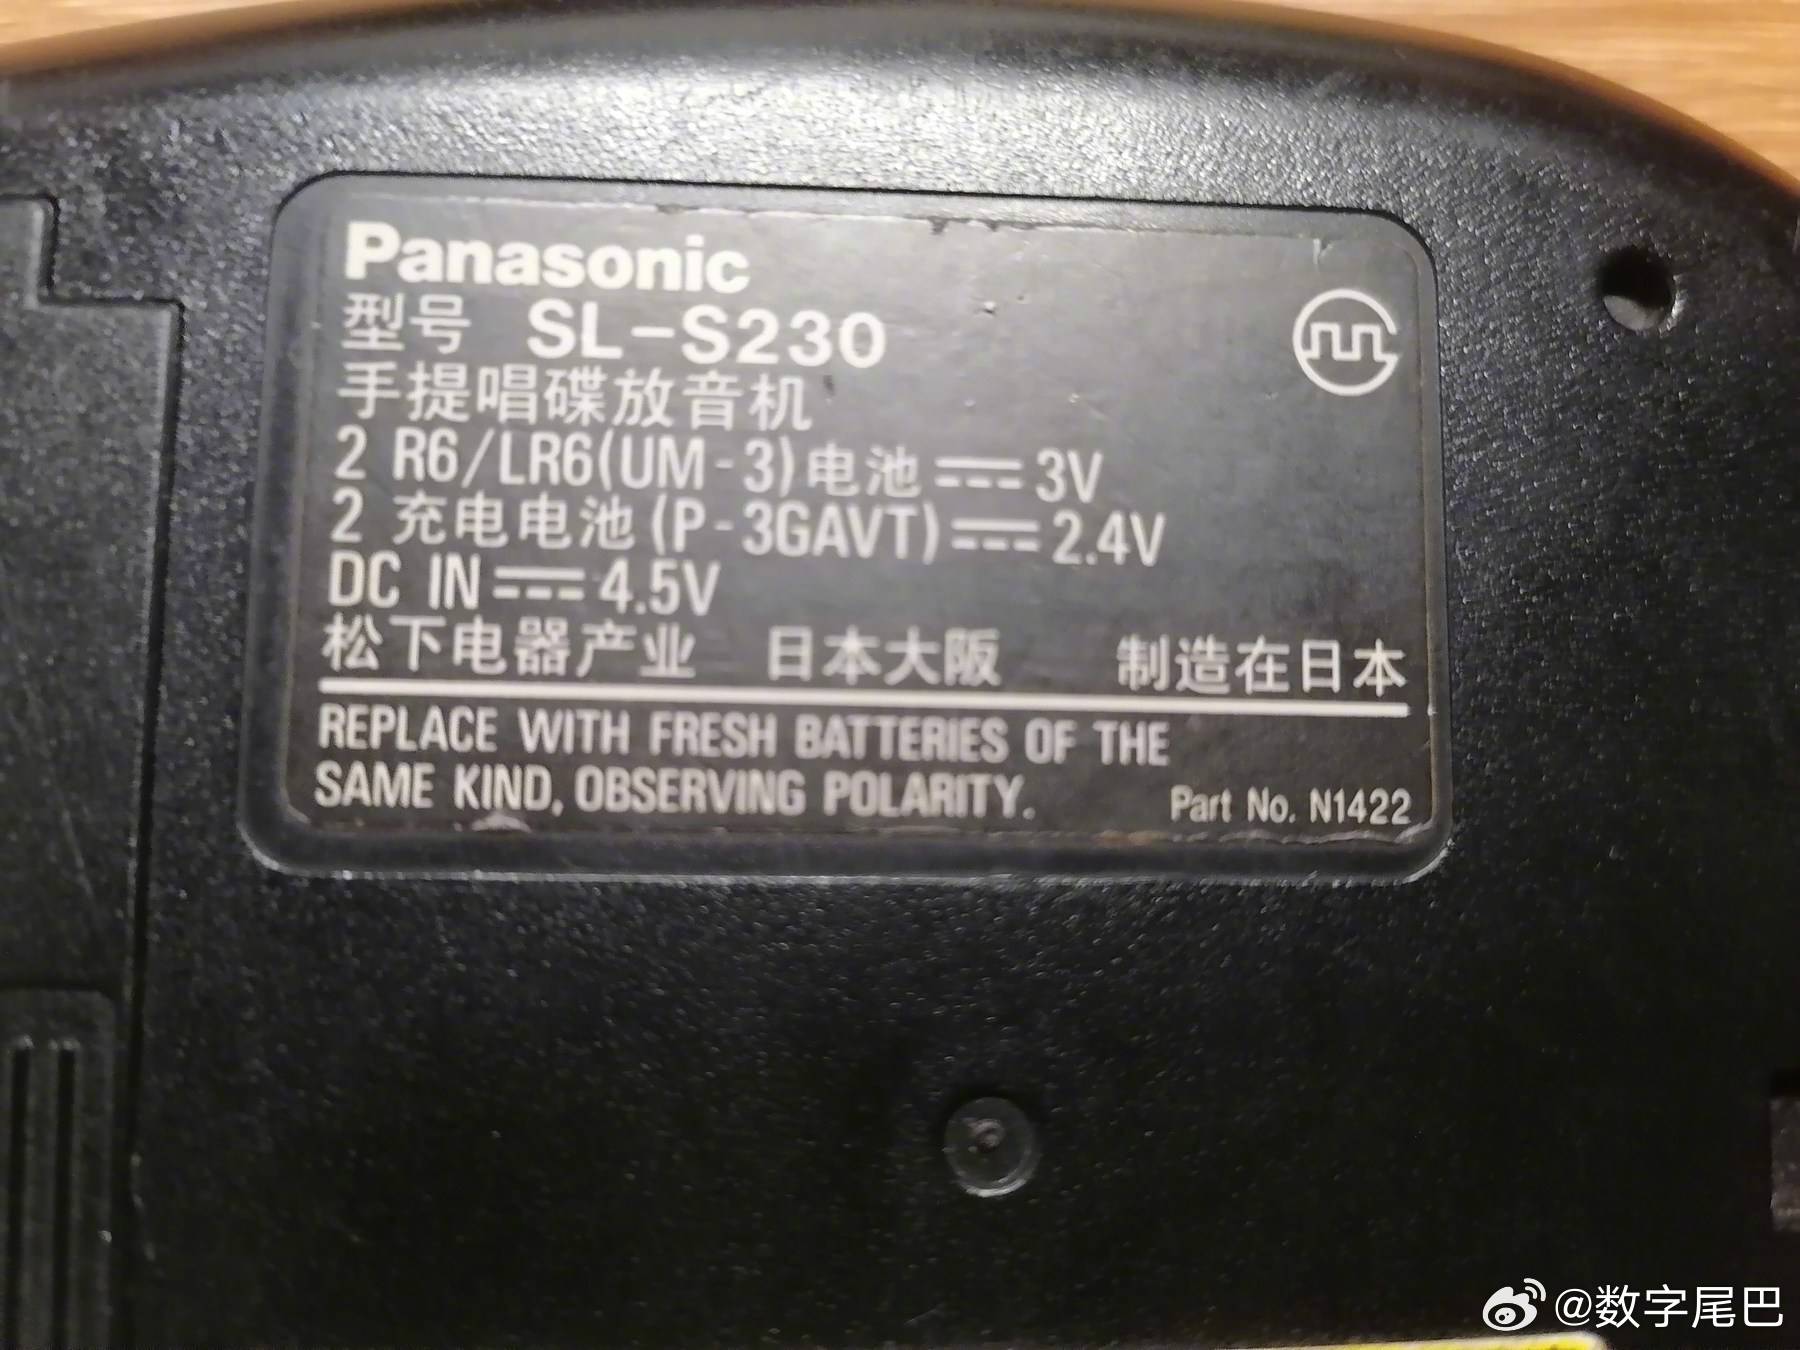 Panasonic
型号 SL-S230
手提唱碟放音机
2 R6/LR6(UM-3)电池 ⎓ 3V
2 充电电池(P-3GAVT) ⎓ 2.4V
DC IN ⎓ 4.5V
松下电器产业 日本大阪 制造在日本
REPLACE WITH FRESH BATTERIES OF THE
SAME KIND, OBSERVING POLARITY.
Part No. N1422
@数字尾巴